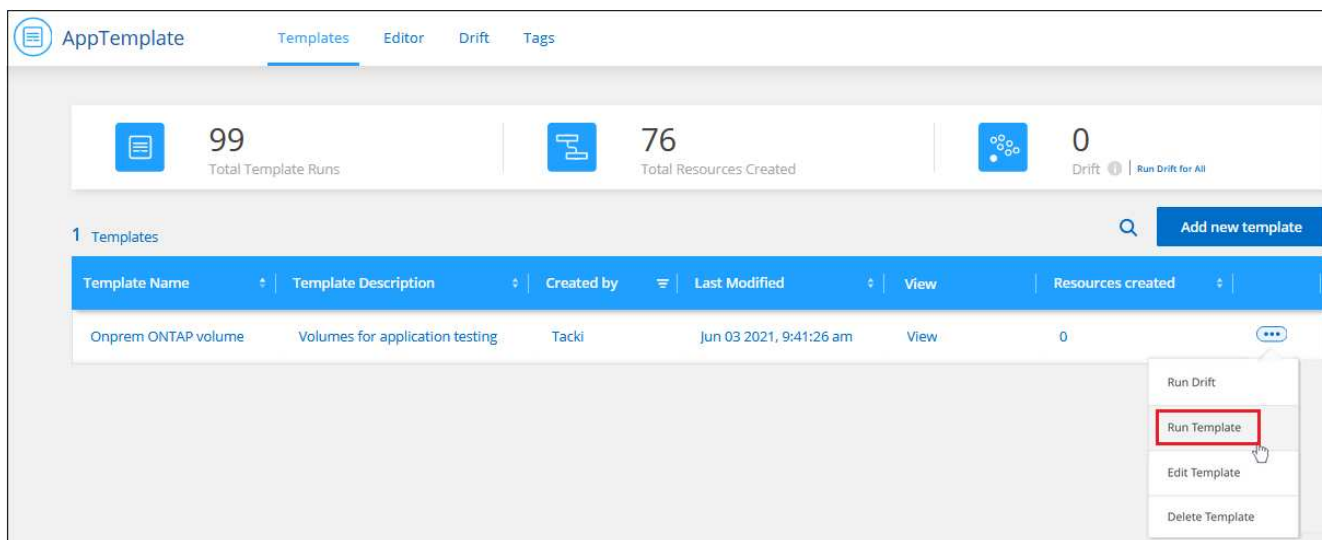 AppTemplate Templates Editor Drift Tags
99 76 0
Total Template Runs Total Resources Created Drift i Run Drift for All
1 Templates Add new template
Template Name Template Description Created by Last Modified View Resources created
Onprem ONTAP volume Volumes for application testing Tacki Jun 03 2021, 9:41:26 am View 0
Run Drift
Run Template
Edit Template
Delete Template